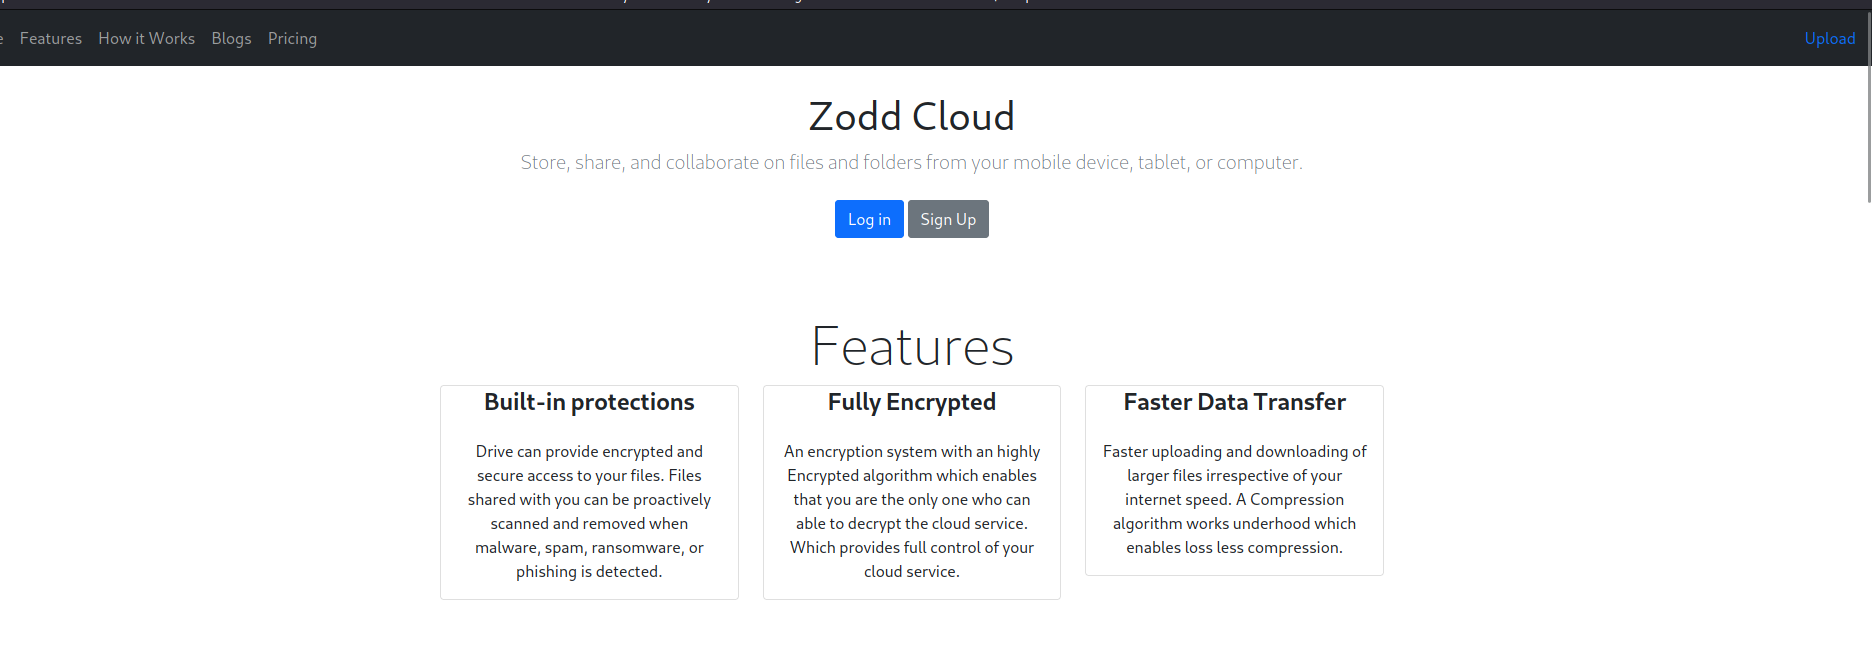 Features How it Works Blogs Pricing Upload
Zodd Cloud
Store, share, and collaborate on files and folders from your mobile device, tablet, or computer.
Log in Sign Up
Features
Built-in protections
Drive can provide encrypted and
secure access to your files. Files
shared with you can be proactively
scanned and removed when
malware, spam, ransomware, or
phishing is detected.
Fully Encrypted
An encryption system with an highly
Encrypted algorithm which enables
that you are the only one who can
able to decrypt the cloud service.
Which provides full control of your
cloud service.
Faster Data Transfer
Faster uploading and downloading of
larger files irrespective of your
internet speed. A Compression
algorithm works underhood which
enables loss less compression.